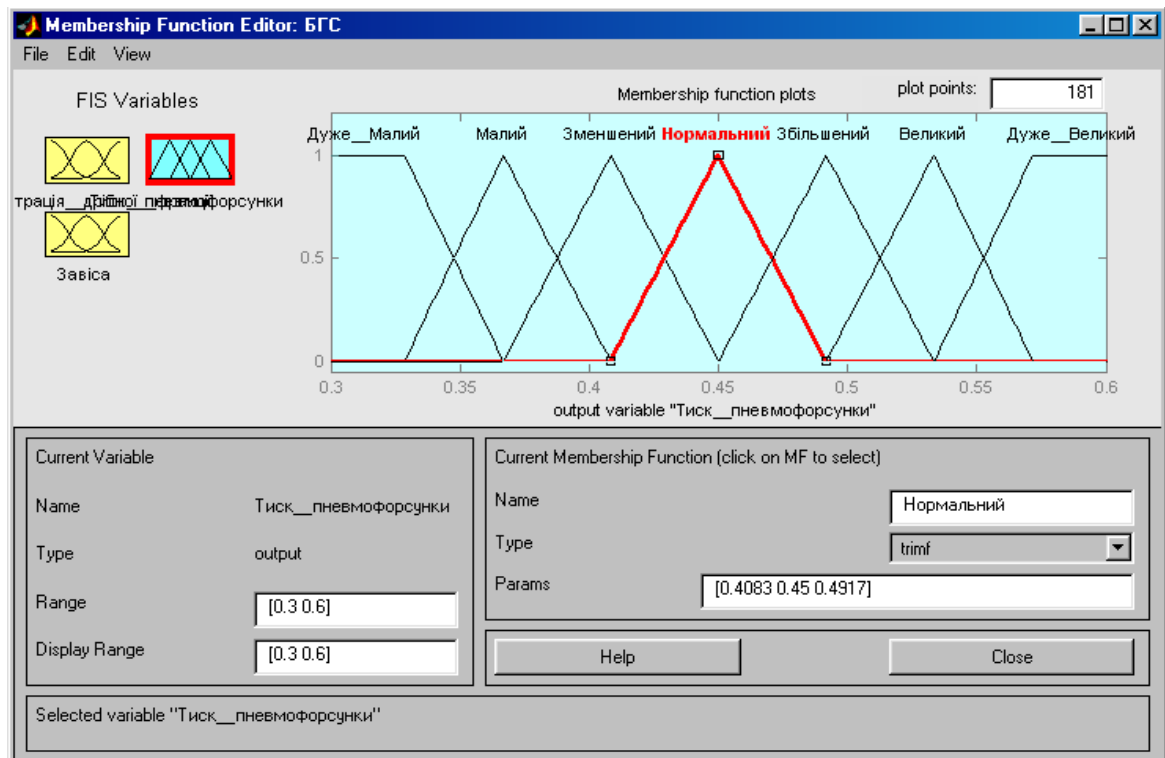 Membership Function Editor: БГС
File Edit View
FIS Variables
Membership function plots
plot points:
181
Дуже__Малий Малий Зменшений Нормальний Збільшений Великий Дуже__Великий
1
0.5
0
0.3 0.35 0.4 0.45 0.5 0.55 0.6
output variable "Тиск__пневмофорсунки"
Завіса
Current Variable
Name Тиск__пневмофорсунки
Type output
Range [0.3 0.6]
Display Range [0.3 0.6]
Current Membership Function (click on MF to select)
Name Нормальний
Type trimf
Params [0.4083 0.45 0.4917]
Help Close
Selected variable "Тиск__пневмофорсунки"